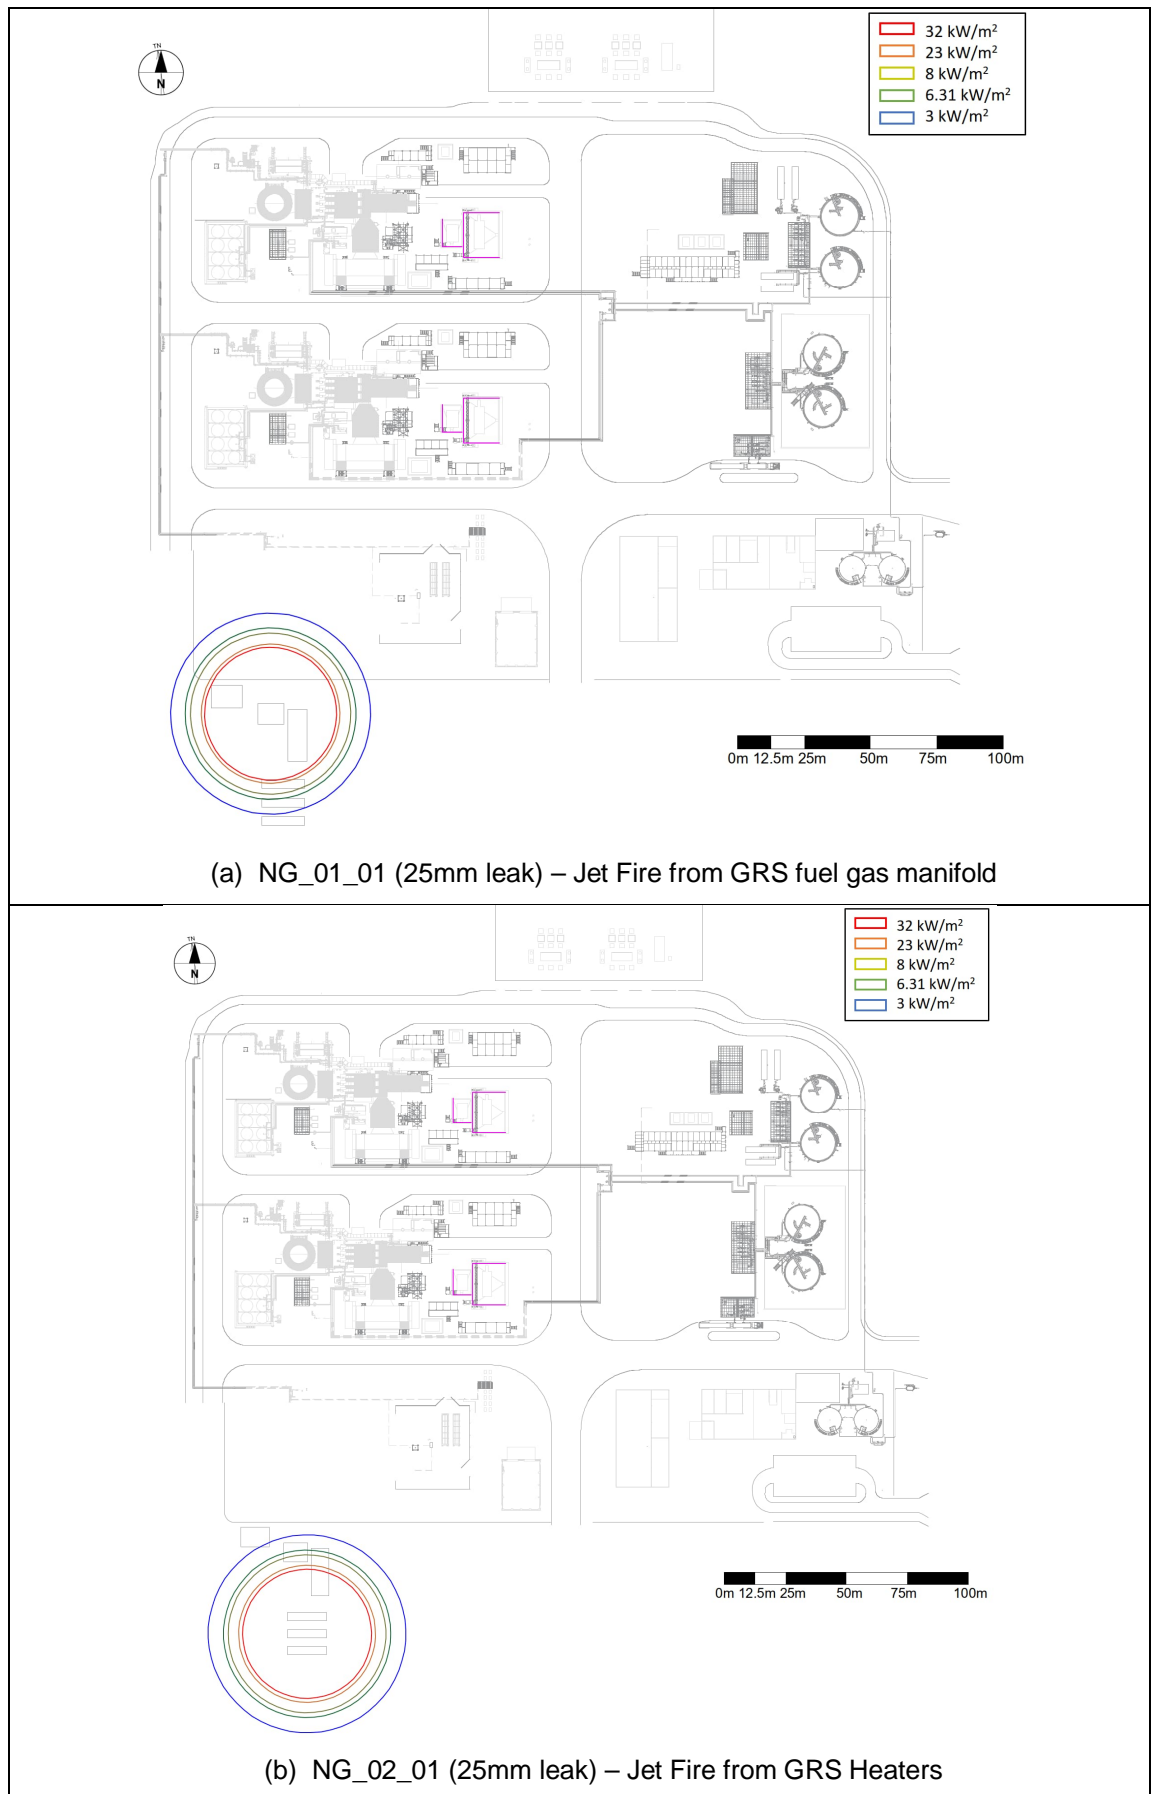 32 kW/m²
23 kW/m²
8 kW/m²
6.31 kW/m²
3 kW/m²
TN
N
0m 12.5m 25m 50m 75m 100m
(a) NG_01_01 (25mm leak) – Jet Fire from GRS fuel gas manifold
32 kW/m²
23 kW/m²
8 kW/m²
6.31 kW/m²
3 kW/m²
TN
N
0m 12.5m 25m 50m 75m 100m
(b) NG_02_01 (25mm leak) – Jet Fire from GRS Heaters